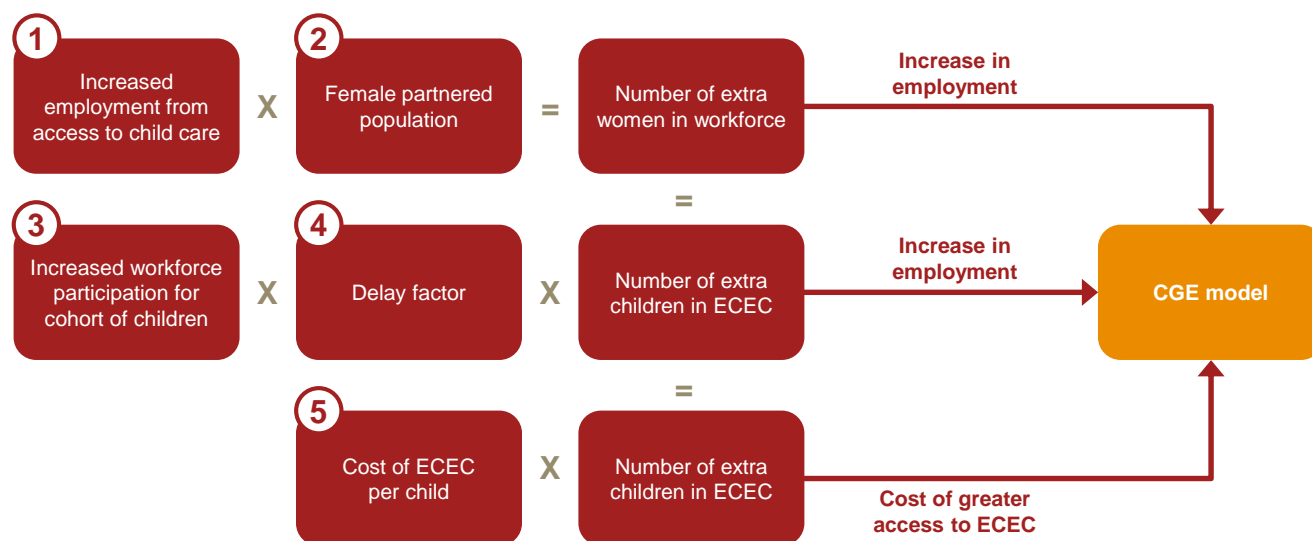 1
Increased
employment from
access to child care
X
2
Female partnered
population
=
Number of extra
women in workforce
Increase in
employment
=
3
Increased workforce
participation for
cohort of children
X
4
Delay factor
X
Number of extra
children in ECEC
Increase in
employment
CGE model
=
5
Cost of ECEC
per child
X
Number of extra
children in ECEC
Cost of greater
access to ECEC